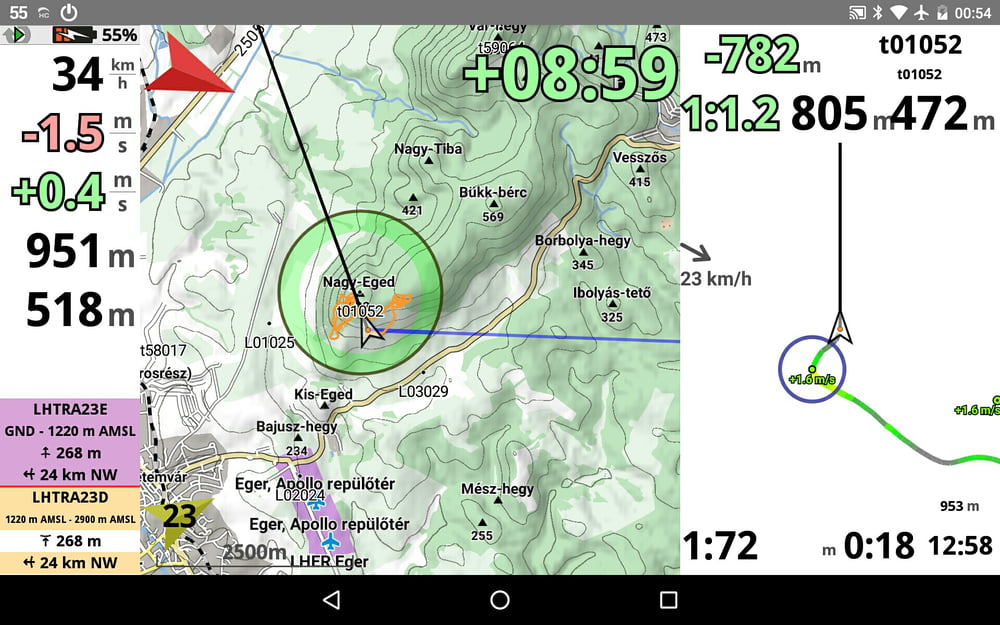 55 HC 00:54
55%
34 km/h
-1.5 m/s
+0.4 m/s
951 m
518 m
LHTRA23E
GND - 1220 m AMSL
268 m
24 km NW
LHTRA23D
1220 m AMSL - 2900 m AMSL
268 m
24 km NW
2505
Vár-hegy
473
+08:59
Nagy-Tiba
Vesszős
415
Bükk-bérc
421
569
Borbolya-hegy
345
Nagy-Eged
Ibolyás-tető
t01052
325
L01025
t58017
rosrész)
L03029
Kis-Eged
Bajusz-hegy
234
temvár
Eger, Apolló repülőtér
L02024
Mész-hegy
23
Eger, Apolló repülőtér
255
2500m
LHER Eger
-782 m
t01052
t01052
1:1.2 805 m 472 m
23 km/h
+1.6 m/s
+1.6 m/s
953 m
1:72 m 0:18 12:58